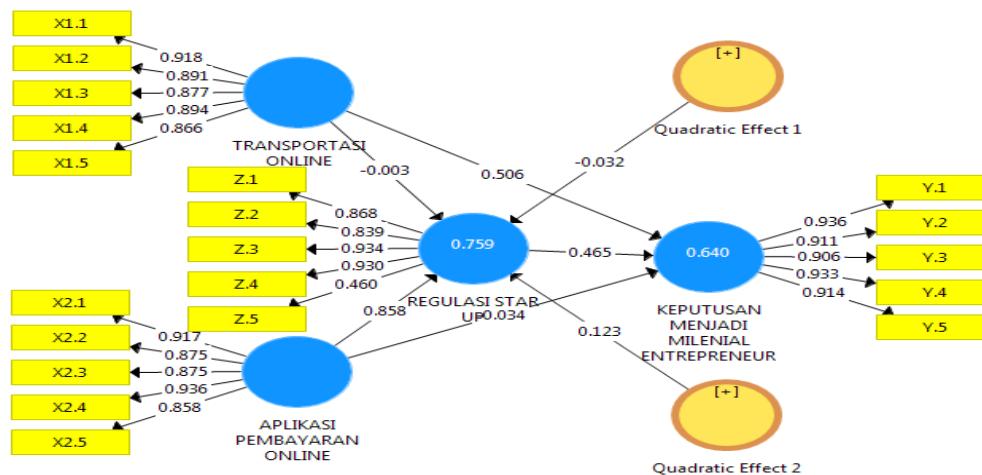 X1.1
X1.2
X1.3
X1.4
X1.5
0.918
0.891
0.877
0.894
0.866
TRANSPORTASI
ONLINE
[+]
Quadratic Effect 1
-0.003
0.506
-0.032
Z.1
Z.2
Z.3
Z.4
Z.5
0.868
0.839
0.934
0.930
0.460
0.759
REGULASI STAR
UP
0.465
0.640
KEPUTUSAN
MENJADI
MILENIAL
ENTREPRENEUR
0.936
0.911
0.906
0.933
0.914
Y.1
Y.2
Y.3
Y.4
Y.5
X2.1
X2.2
X2.3
X2.4
X2.5
0.917
0.875
0.875
0.936
0.858
0.858
-0.034
0.123
APLIKASI
PEMBAYARAN
ONLINE
[+]
Quadratic Effect 2